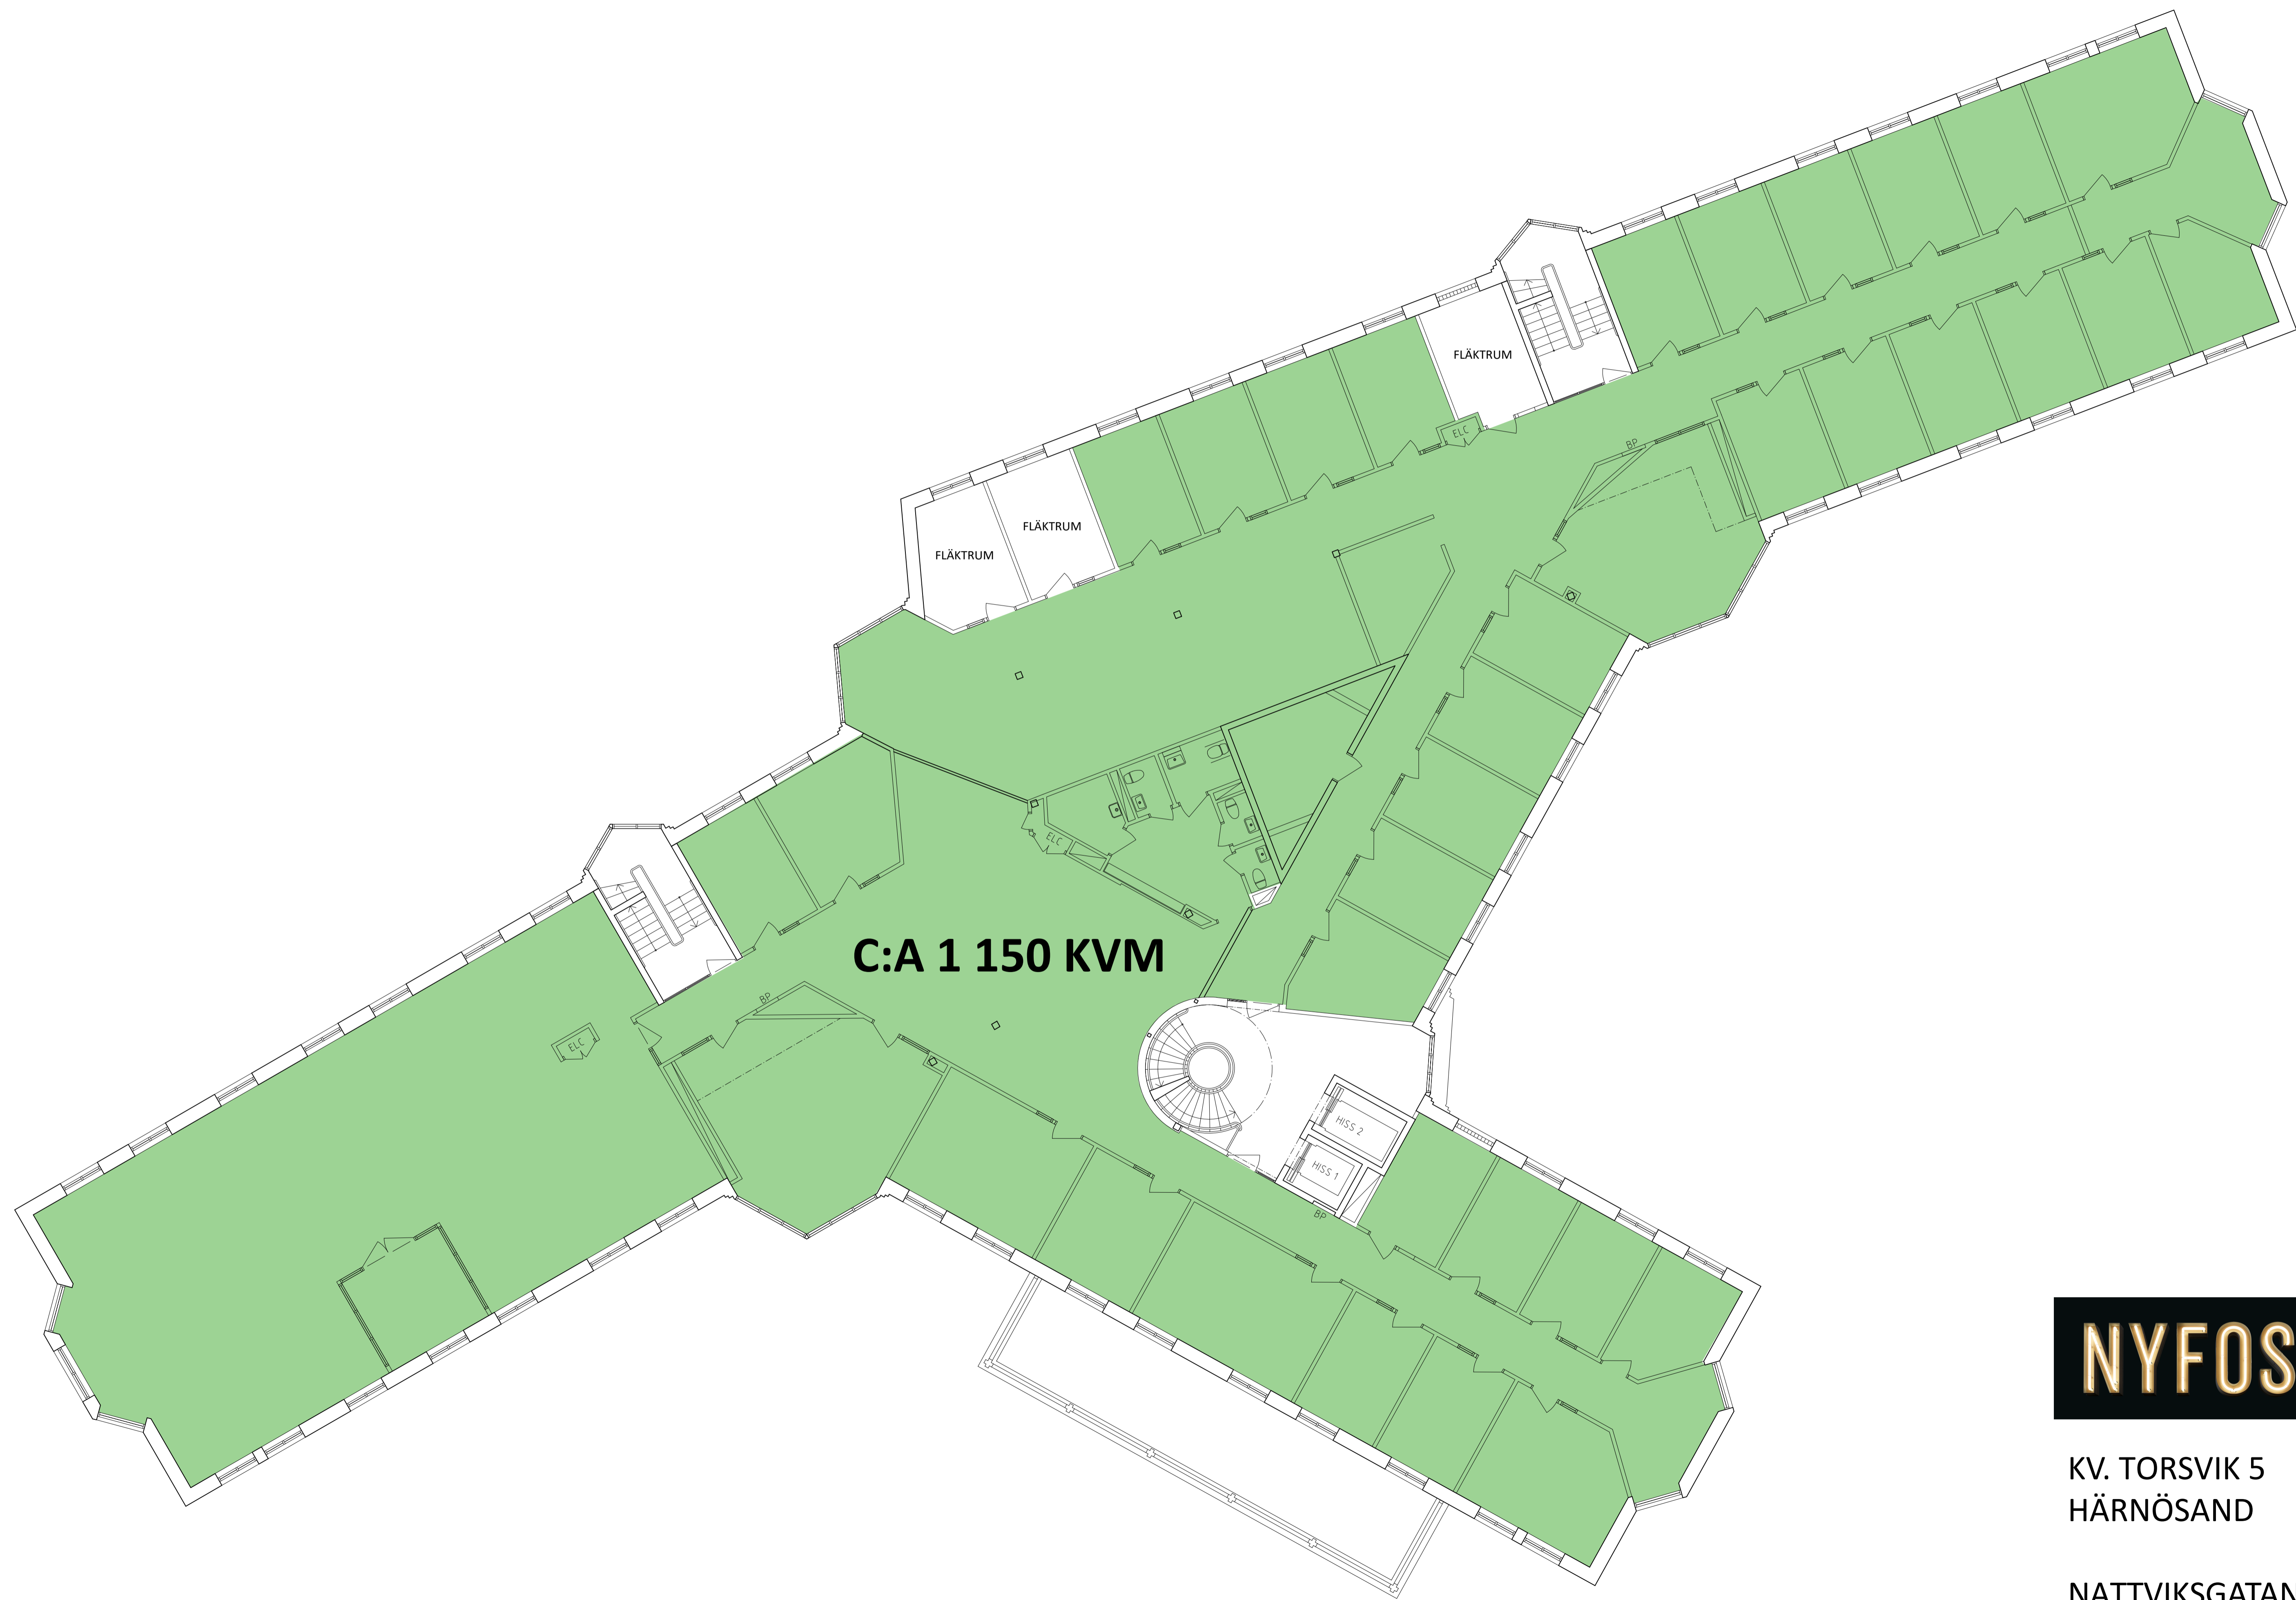 FLÄKTRUM
ELC
BP
FLÄKTRUM
FLÄKTRUM
ELC
C:A 1 150 KVM
BP
ELC
HISS 2
HISS 1
BP
NYFOS
KV. TORSVIK 5
HÄRNÖSAND
NATTVIKSGATAN